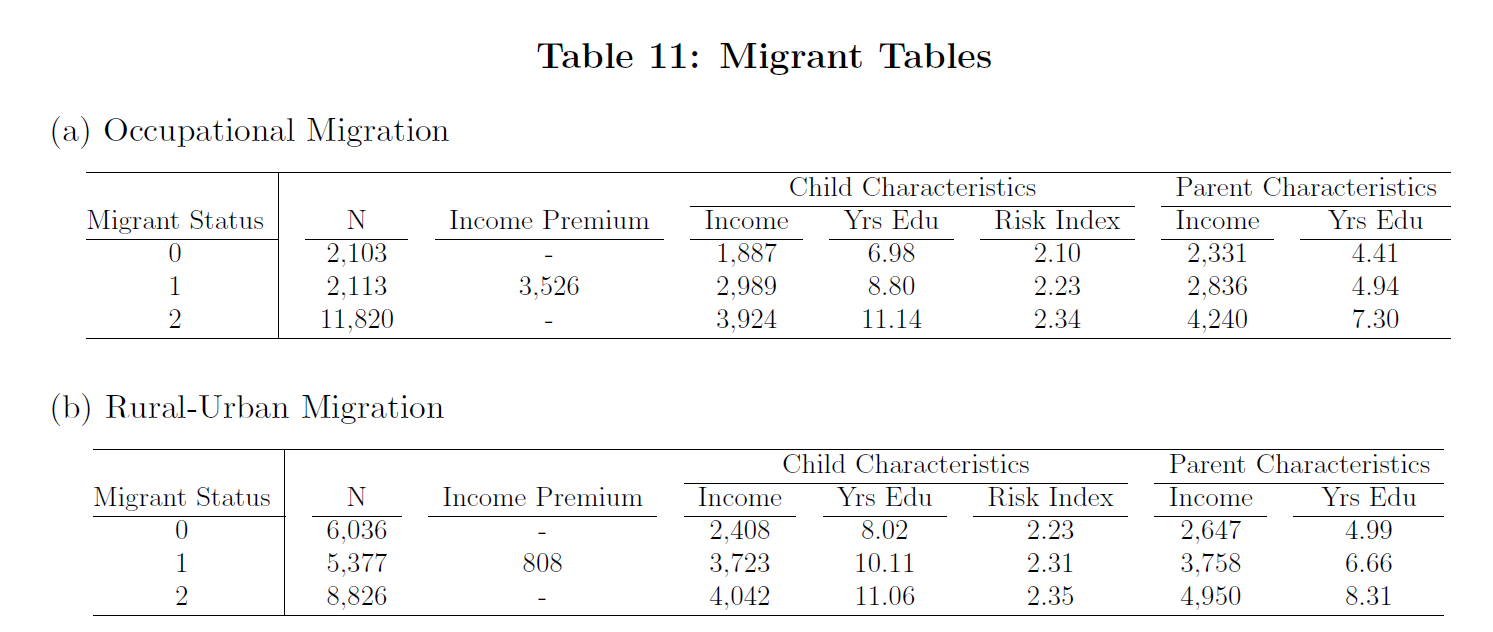 Table 11: Migrant Tables
(a) Occupational Migration
Child Characteristics Parent Characteristics
Migrant Status N Income Premium Income Yrs Edu Risk Index Income Yrs Edu
0 2,103 - 1,887 6.98 2.10 2,331 4.41
1 2,113 3,526 2,989 8.80 2.23 2,836 4.94
2 11,820 - 3,924 11.14 2.34 4,240 7.30
(b) Rural-Urban Migration
Child Characteristics Parent Characteristics
Migrant Status N Income Premium Income Yrs Edu Risk Index Income Yrs Edu
0 6,036 - 2,408 8.02 2.23 2,647 4.99
1 5,377 808 3,723 10.11 2.31 3,758 6.66
2 8,826 - 4,042 11.06 2.35 4,950 8.31